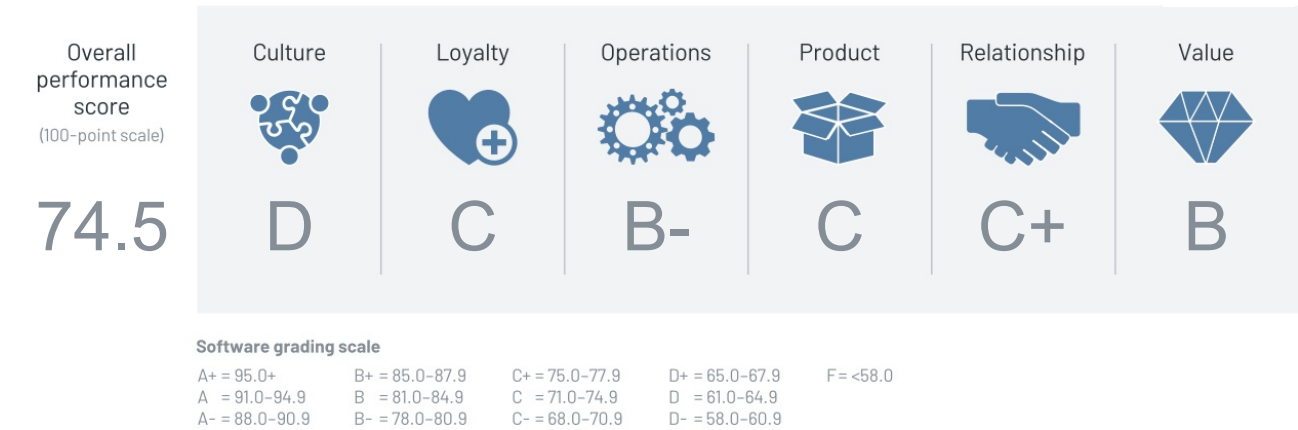 Overall
performance
score
(100-point scale)
74.5
Culture
D
Loyalty
C
Operations
B-
Product
C
Relationship
C+
Value
B
Software grading scale
A+ = 95.0+
A = 91.0–94.9
A- = 88.0–90.9
B+ = 85.0–87.9
B = 81.0–84.9
B- = 78.0–80.9
C+ = 75.0–77.9
C = 71.0–74.9
C- = 68.0–70.9
D+ = 65.0–67.9
D = 61.0–64.9
D- = 58.0–60.9
F = <58.0